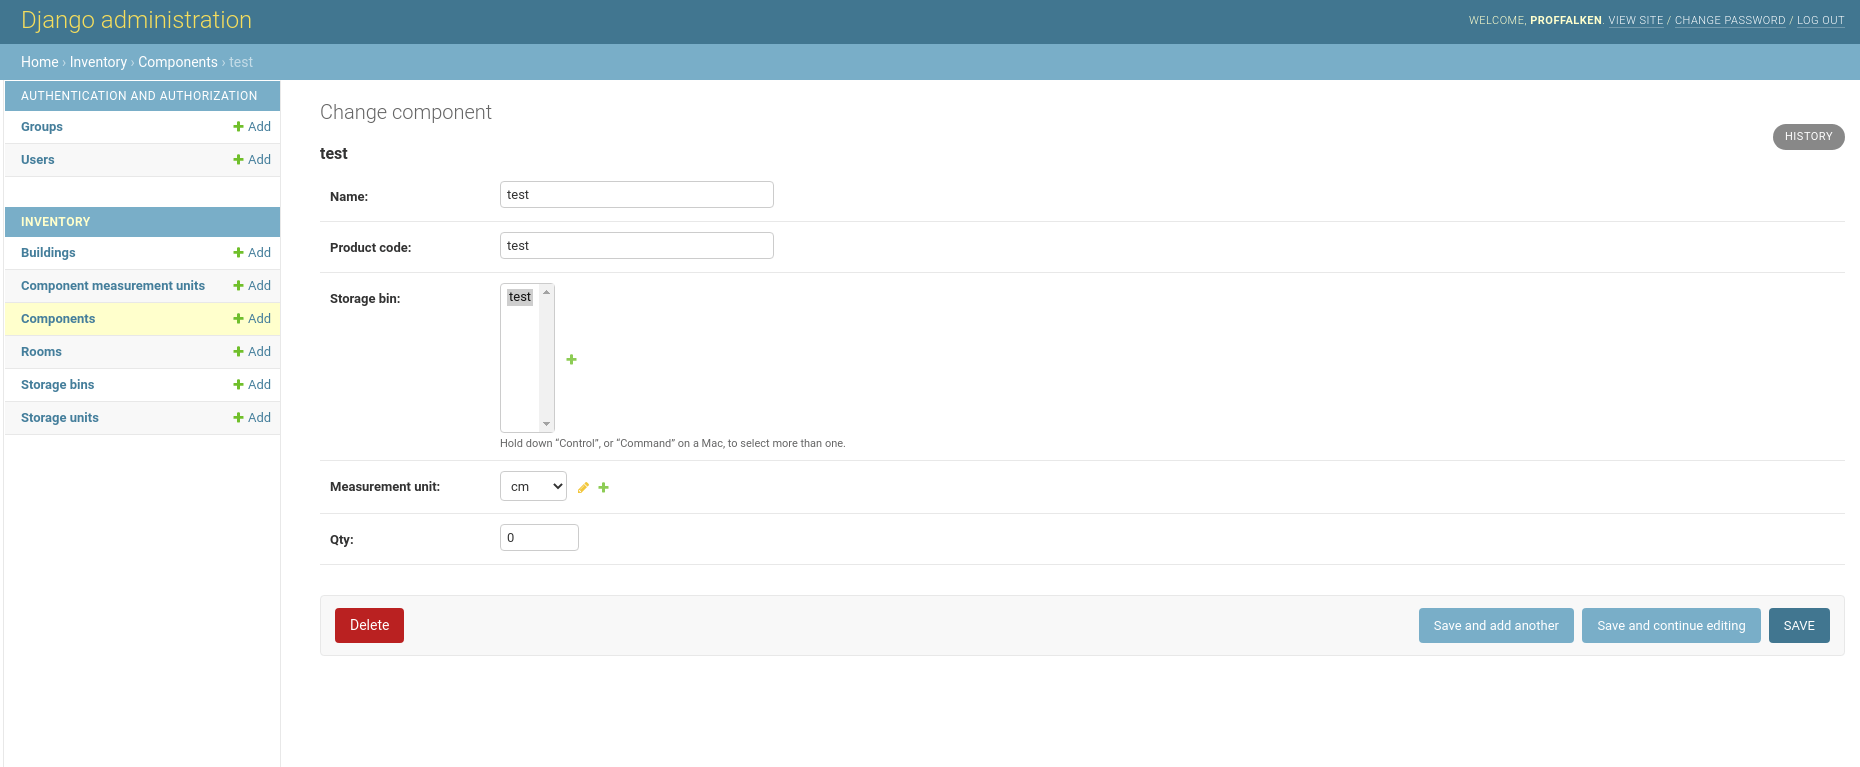 Django administration
WELCOME, PROFFALKEN. VIEW SITE / CHANGE PASSWORD / LOG OUT
Home › Inventory › Components › test
AUTHENTICATION AND AUTHORIZATION
Groups Add
Users Add
INVENTORY
Buildings Add
Component measurement units Add
Components Add
Rooms Add
Storage bins Add
Storage units Add
Change component
HISTORY
test
Name: test
Product code: test
Storage bin: test
Hold down “Control”, or “Command” on a Mac, to select more than one.
Measurement unit: cm
Qty: 0
Delete Save and add another Save and continue editing SAVE